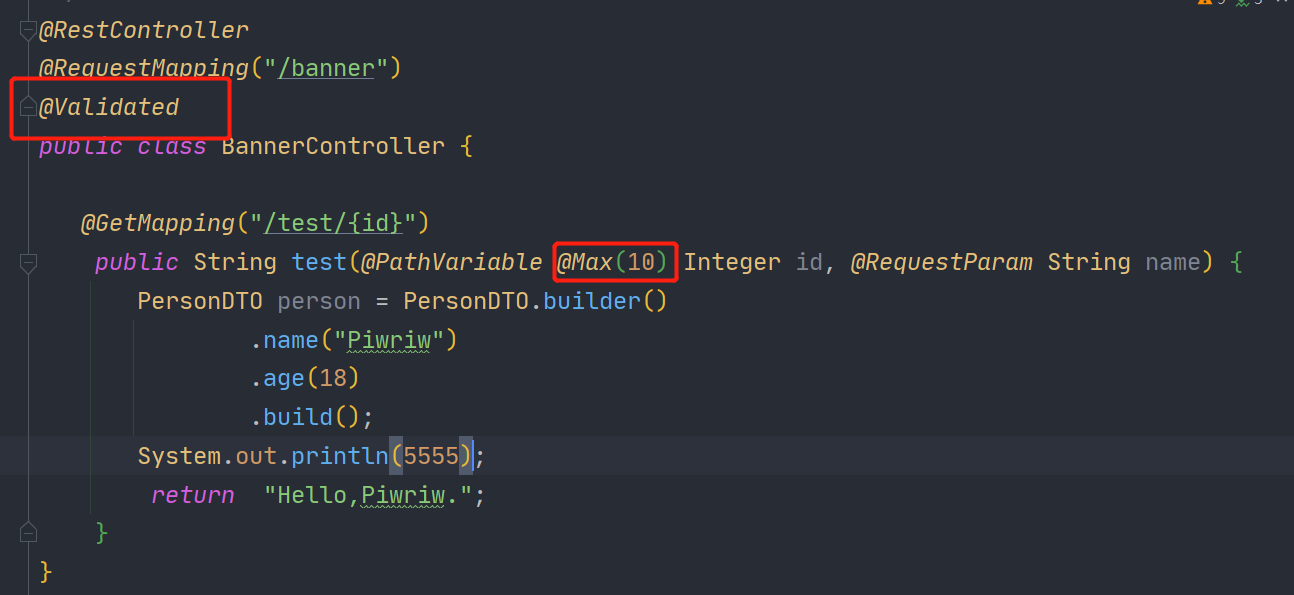 @RestController
@RequestMapping("/banner")
@Validated
public class BannerController {
@GetMapping("/test/{id}")
public String test(@PathVariable @Max(10) Integer id, @RequestParam String name) {
PersonDTO person = PersonDTO.builder()
.name("Piwriw")
.age(18)
.build();
System.out.println(5555);
return  "Hello,Piwriw.";
}
}